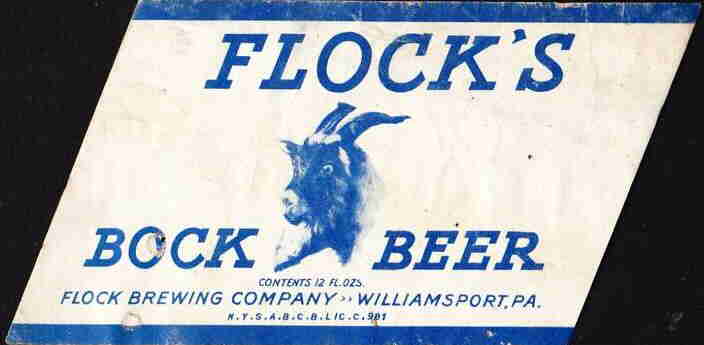 FLOCK'S
BOCK BEER
CONTENTS 12 FL.OZS.
FLOCK BREWING COMPANY ›› WILLIAMSPORT, PA.
N.Y.S.A.B.C.B.LIC.C.901